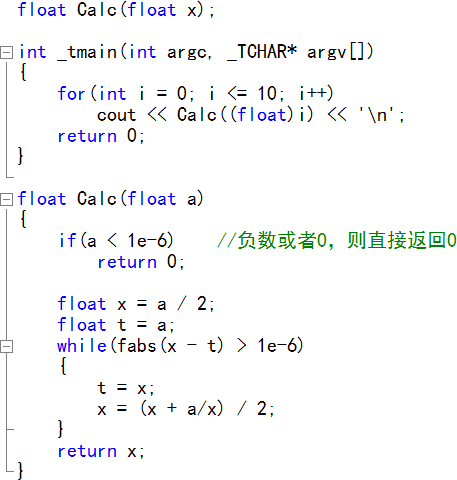 float Calc(float x);
int _tmain(int argc, _TCHAR* argv[])
{
for(int i = 0; i <= 10; i++)
cout << Calc((float)i) << '\n';
return 0;
}
float Calc(float a)
{
if(a < 1e-6) //负数或者0，则直接返回0
return 0;
float x = a / 2;
float t = a;
while(fabs(x - t) > 1e-6)
{
t = x;
x = (x + a/x) / 2;
}
return x;
}